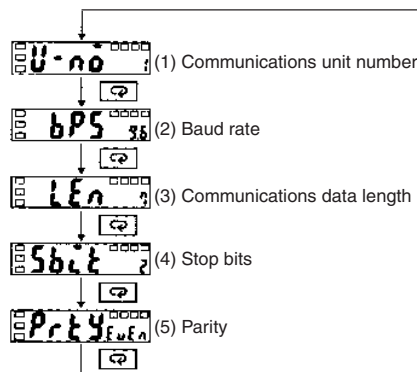 U-no 1 (1) Communications unit number
bPS 9.6 (2) Baud rate
LEn 7 (3) Communications data length
Sbit 2 (4) Stop bits
PrtY EvEn (5) Parity